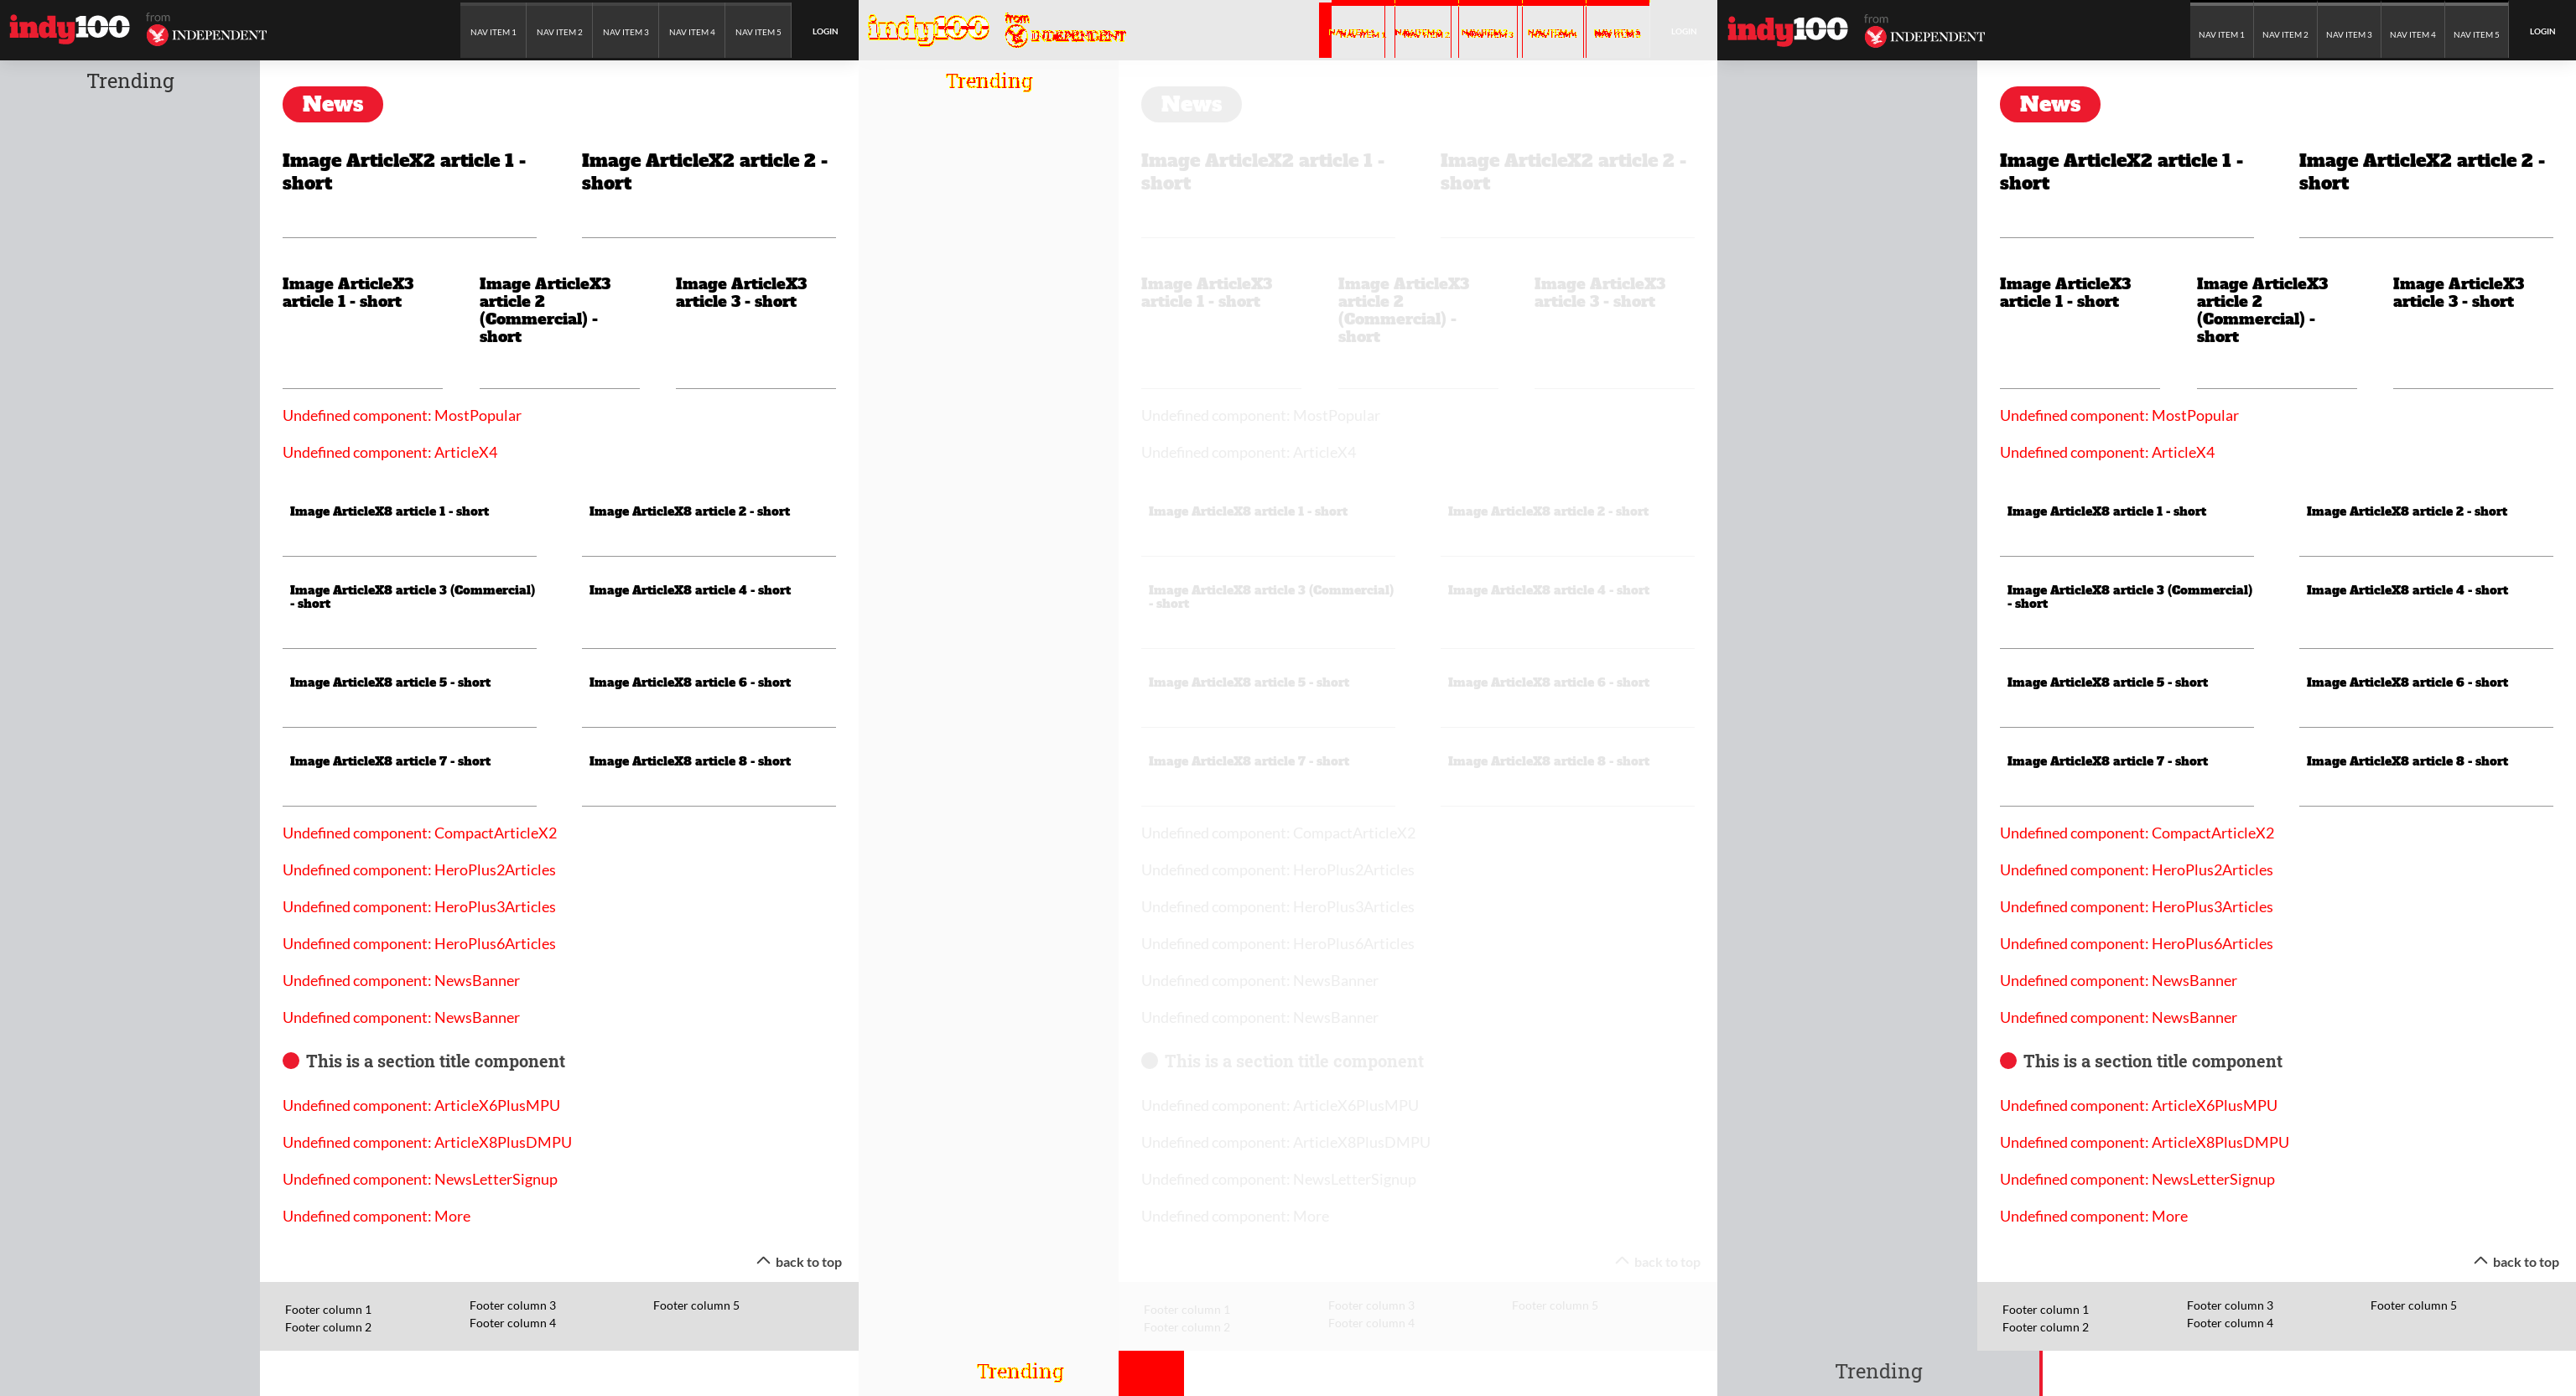 indy100 from INDEPENDENT NAV ITEM 1 NAV ITEM 2 NAV ITEM 3 NAV ITEM 4 NAV ITEM 5 LOGIN
Trending
News
Image ArticleX2 article 1 -
short
Image ArticleX2 article 2 -
short
Image ArticleX3
article 1 - short
Image ArticleX3
article 2
(Commercial) -
short
Image ArticleX3
article 3 - short
Undefined component: MostPopular
Undefined component: ArticleX4
Image ArticleX8 article 1 - short
Image ArticleX8 article 2 - short
Image ArticleX8 article 3 (Commercial)
- short
Image ArticleX8 article 4 - short
Image ArticleX8 article 5 - short
Image ArticleX8 article 6 - short
Image ArticleX8 article 7 - short
Image ArticleX8 article 8 - short
Undefined component: CompactArticleX2
Undefined component: HeroPlus2Articles
Undefined component: HeroPlus3Articles
Undefined component: HeroPlus6Articles
Undefined component: NewsBanner
Undefined component: NewsBanner
This is a section title component
Undefined component: ArticleX6PlusMPU
Undefined component: ArticleX8PlusDMPU
Undefined component: NewsLetterSignup
Undefined component: More
back to top
Footer column 1
Footer column 2
Footer column 3
Footer column 4
Footer column 5
indy100 from INDEPENDENT LOGIN
Trending
News
Image ArticleX2 article 1 -
short
Image ArticleX2 article 2 -
short
Image ArticleX3
article 1 - short
Image ArticleX3
article 2
(Commercial) -
short
Image ArticleX3
article 3 - short
Undefined component: MostPopular
Undefined component: ArticleX4
Image ArticleX8 article 1 - short
Image ArticleX8 article 2 - short
Image ArticleX8 article 3 (Commercial)
- short
Image ArticleX8 article 4 - short
Image ArticleX8 article 5 - short
Image ArticleX8 article 6 - short
Image ArticleX8 article 7 - short
Image ArticleX8 article 8 - short
Undefined component: CompactArticleX2
Undefined component: HeroPlus2Articles
Undefined component: HeroPlus3Articles
Undefined component: HeroPlus6Articles
Undefined component: NewsBanner
Undefined component: NewsBanner
This is a section title component
Undefined component: ArticleX6PlusMPU
Undefined component: ArticleX8PlusDMPU
Undefined component: NewsLetterSignup
Undefined component: More
back to top
Footer column 1
Footer column 2
Footer column 3
Footer column 4
Footer column 5
Trending
indy100 from INDEPENDENT NAV ITEM 1 NAV ITEM 2 NAV ITEM 3 NAV ITEM 4 NAV ITEM 5 LOGIN
News
Image ArticleX2 article 1 -
short
Image ArticleX2 article 2 -
short
Image ArticleX3
article 1 - short
Image ArticleX3
article 2
(Commercial) -
short
Image ArticleX3
article 3 - short
Undefined component: MostPopular
Undefined component: ArticleX4
Image ArticleX8 article 1 - short
Image ArticleX8 article 2 - short
Image ArticleX8 article 3 (Commercial)
- short
Image ArticleX8 article 4 - short
Image ArticleX8 article 5 - short
Image ArticleX8 article 6 - short
Image ArticleX8 article 7 - short
Image ArticleX8 article 8 - short
Undefined component: CompactArticleX2
Undefined component: HeroPlus2Articles
Undefined component: HeroPlus3Articles
Undefined component: HeroPlus6Articles
Undefined component: NewsBanner
Undefined component: NewsBanner
This is a section title component
Undefined component: ArticleX6PlusMPU
Undefined component: ArticleX8PlusDMPU
Undefined component: NewsLetterSignup
Undefined component: More
back to top
Footer column 1
Footer column 2
Footer column 3
Footer column 4
Footer column 5
Trending